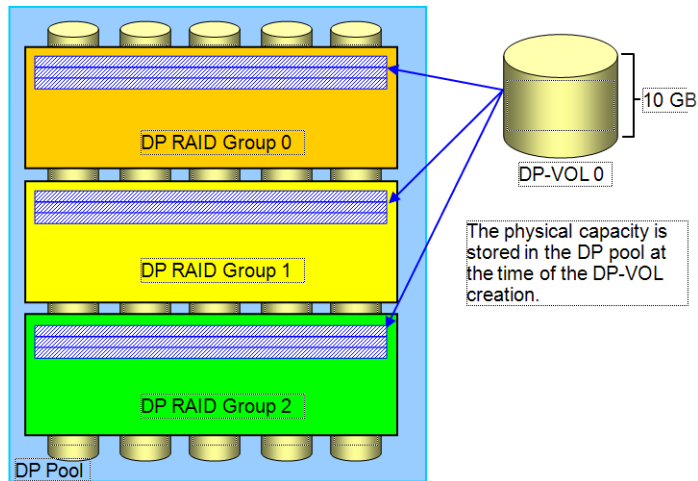 DP RAID Group 0
10 GB
DP-VOL 0
DP RAID Group 1
The physical capacity is
stored in the DP pool at
the time of the DP-VOL
creation.
DP RAID Group 2
DP Pool